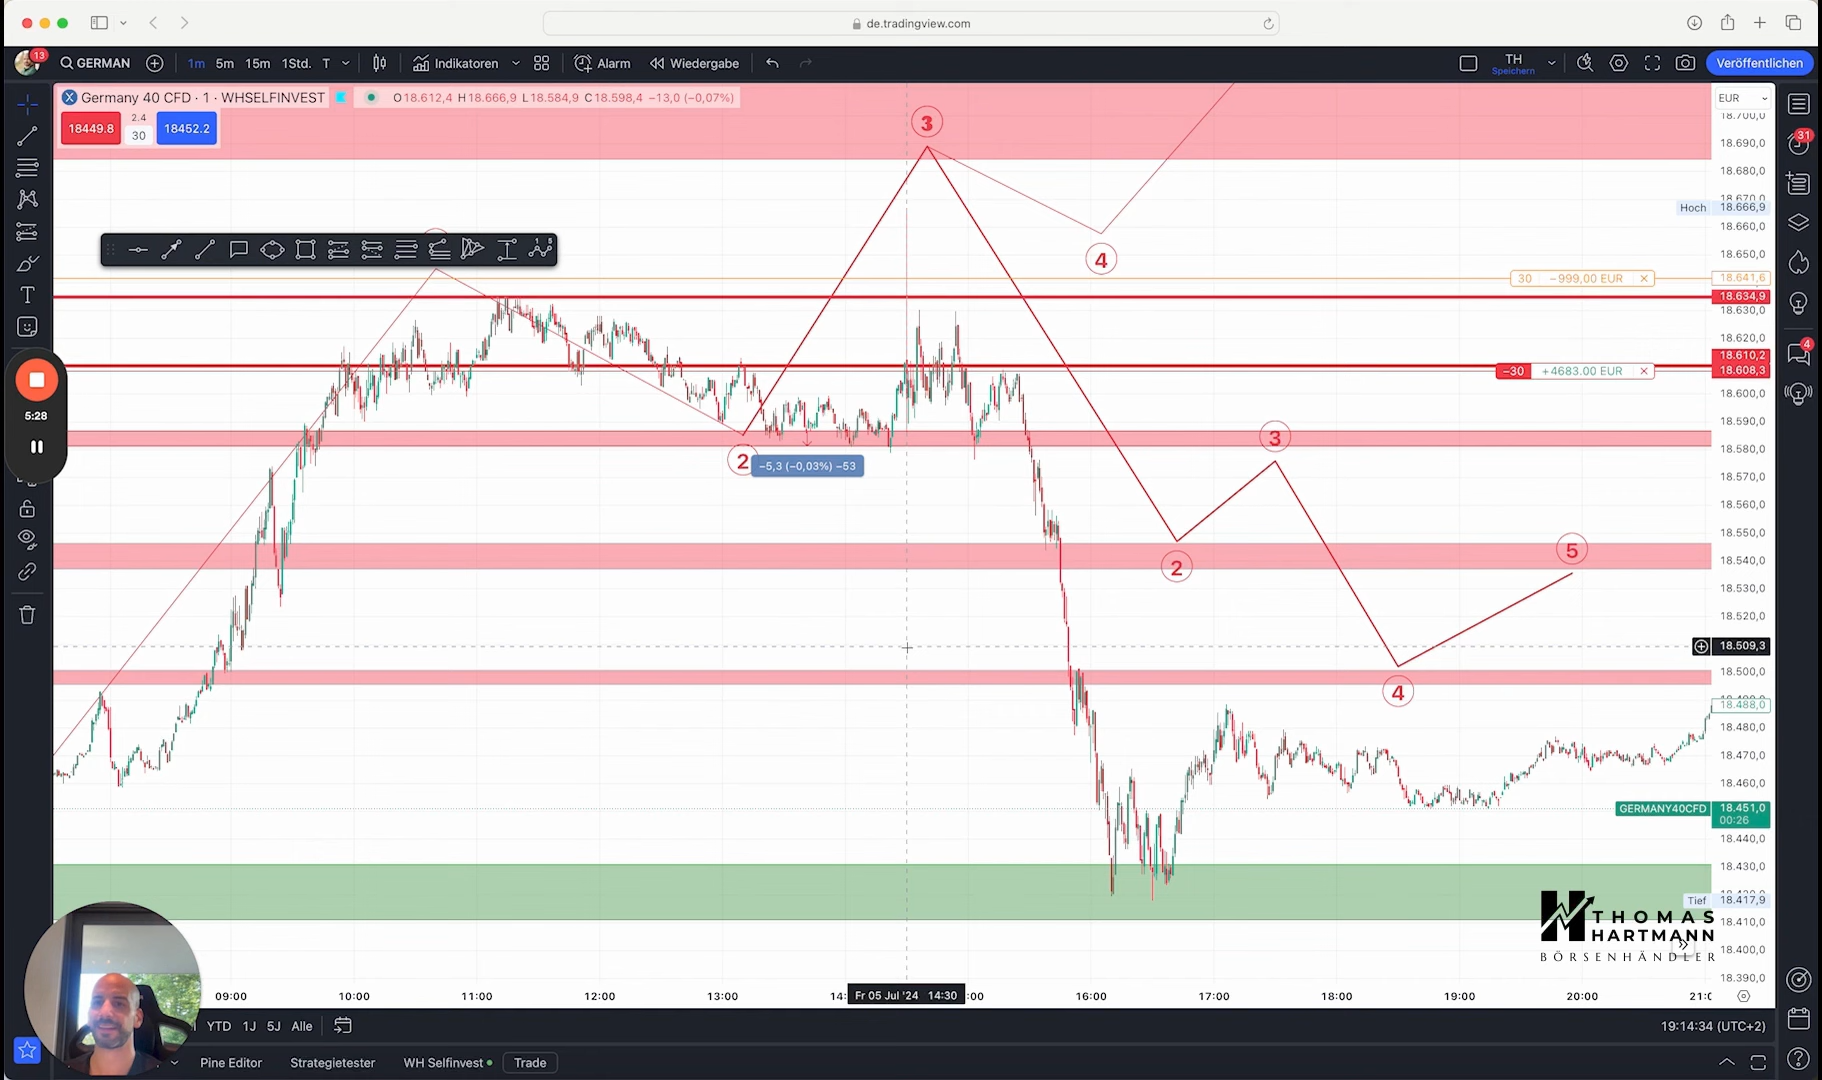 de.tradingview.com
13
GERMAN
1m 5m 15m 1Std. T
Indikatoren
Alarm
Wiedergabe
TH
Speichern
Veröffentlichen
Germany 40 CFD · 1 · WHSELFINVEST
O18.612,4 H18.666,9 L18.584,9 C18.598,4 −13,0 (−0,07%)
EUR
18449.8
2.4
30
18452.2
3
31
18.700,0
18.690,0
18.680,0
18.670,0
Hoch 18.666,9
18.660,0
4
18.650,0
30 −999,00 EUR ×
18.641,6
18.634,9
18.630,0
18.620,0
18.610,2
−30 +4683.00 EUR ×
18.608,3
4
18.600,0
5:28
18.590,0
3
2
−5,3 (−0,03%) −53
18.580,0
18.570,0
18.560,0
18.550,0
5
2
18.540,0
18.530,0
18.520,0
18.509,3
18.500,0
4
18.488,0
18.480,0
18.470,0
18.460,0
GERMANY40CFD
18.451,0
00:26
18.440,0
18.430,0
Tief 18.417,9
18.410,0
18.400,0
18.390,0
THOMAS
HARTMANN
BÖRSENHÄNDLER
09:00 10:00 11:00 12:00 13:00 Fr 05 Jul '24 14:30 16:00 17:00 18:00 19:00 20:00
YTD 1J 5J Alle
19:14:34 (UTC+2)
Pine Editor Strategietester WH Selfinvest Trade